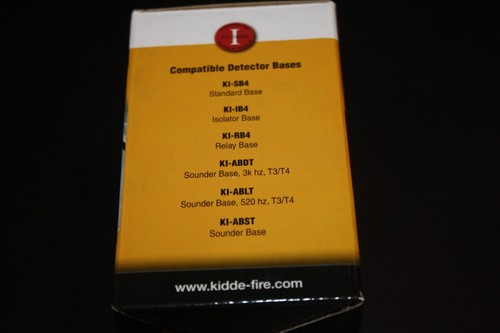 I
Compatible Detector Bases
KI-SB4
Standard Base
KI-IB4
Isolator Base
KI-RB4
Relay Base
KI-ABDT
Sounder Base, 3k hz, T3/T4
KI-ABLT
Sounder Base, 520 hz, T3/T4
KI-ABST
Sounder Base
www.kidde-fire.com